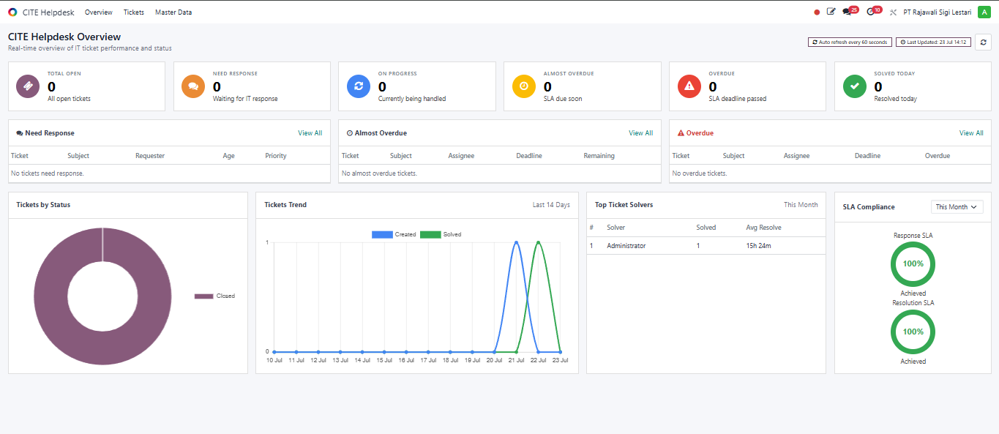 CITE Helpdesk Overview Tickets Master Data 25 10 PT Rajawali Sigi Lestari A
CITE Helpdesk Overview
Real-time overview of IT ticket performance and status
Auto refresh every 60 seconds Last Updated: 23 Jul 14:12
TOTAL OPEN
0
All open tickets
NEED RESPONSE
0
Waiting for IT response
ON PROGRESS
0
Currently being handled
ALMOST OVERDUE
0
SLA due soon
OVERDUE
0
SLA deadline passed
SOLVED TODAY
0
Resolved today
Need Response View All
Ticket Subject Requester Age Priority
No tickets need response.
Almost Overdue View All
Ticket Subject Assignee Deadline Remaining
No almost overdue tickets.
Overdue View All
Ticket Subject Assignee Deadline Overdue
No overdue tickets.
Tickets by Status
Closed
Tickets Trend Last 14 Days
Created Solved
1
0
10 Jul 11 Jul 12 Jul 13 Jul 14 Jul 15 Jul 16 Jul 17 Jul 18 Jul 19 Jul 20 Jul 21 Jul 22 Jul 23 Jul
Top Ticket Solvers This Month
# Solver Solved Avg Resolve
1 Administrator 1 15h 24m
SLA Compliance This Month
Response SLA
100%
Achieved
Resolution SLA
100%
Achieved